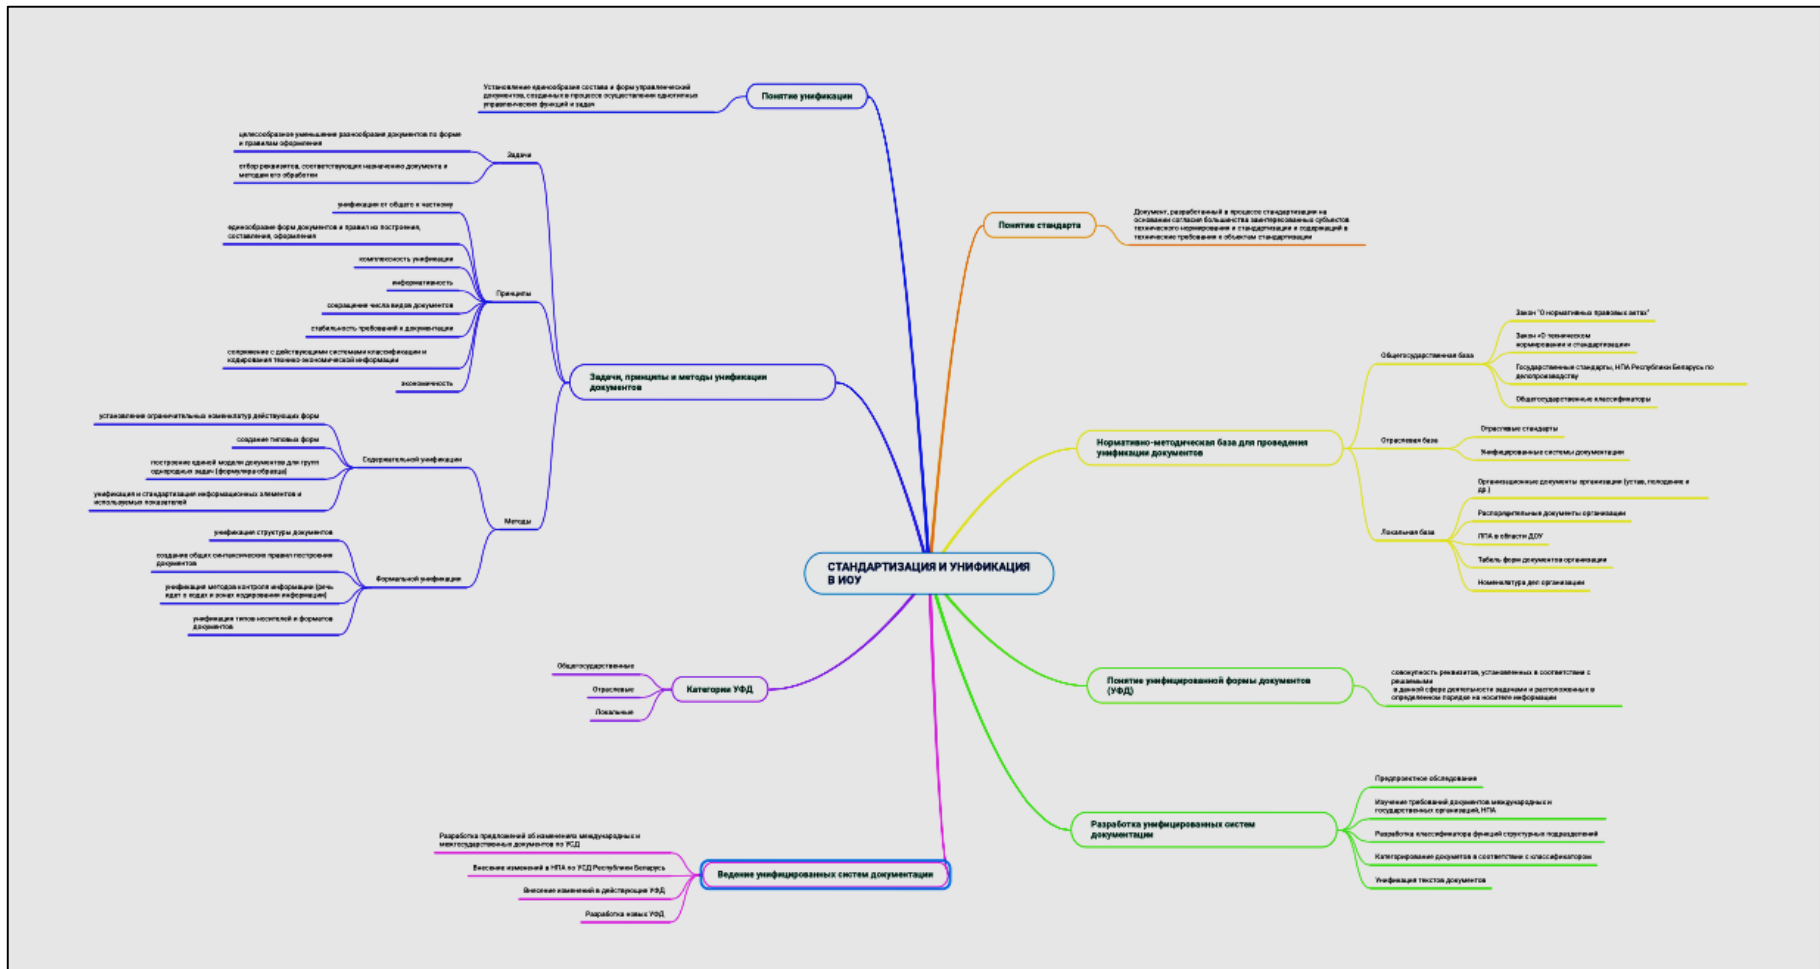 Установление единообразия состава и форм управленческий
документов, созданных в процессе осуществления однотипных
управленческих функций и задач
Понятие унификации
целесообразное уменьшение разнообразия документов по форме
и правилам оформления
отбор реквизитов, соответствующих назначению документа и
методам его обработки
Задачи
унификация от общего к частному
единообразие форм документов и правил их построения,
составления, оформления
комплексность унификации
информативность
сокращение числа видов документов
стабильность требований к документации
сопряжение с действующими системами классификации и
кодирования технико-экономической информации
экономичность
Принципы
Задачи, принципы и методы унификации
документов
установления ограничительных номенклатур действующих форм
создание типовых форм
построение единой модели документов для групп
однородных задач (формуляра-образца)
унификация и стандартизация информационных элементов и
используемых показателей
Содержательной унификации
Методы
унификация структуры документов
создание общих синтаксических правил построения
документов
унификация методов контроля информации (речь
идет о кодах и зонах кодирования информации)
унификация типов носителей и форматов
документов
Формальной унификации
СТАНДАРТИЗАЦИЯ И УНИФИКАЦИЯ
В ИОУ
Общегосударственные
Отраслевые
Локальные
Категории УФД
Разработка предложений об изменениях международных и
межгосударственных документов по УСД
Внесение изменений в НПА по УСД Республики Беларусь
Внесение изменений в действующие УФД
Разработка новых УФД
Ведение унифицированных систем документации
Понятие стандарта
Документ, разработанный в процессе стандартизации на
основании согласия большинства заинтересованных субъектов
технического нормирования и стандартизации и содержащий в
технические требования к объектам стандартизации
Нормативно-методическая база для проведения
унификации документов
Общегосударственная база
Закон "О нормативных правовых актах"
Закон «О техническом
нормировании и стандартизации»
Государственные стандарты, НПА Республики Беларусь по
делопроизводству
Общегосударственные классификаторы
Отраслевая база
Отраслевые стандарты
Унифицированные системы документации
Локальная база
Организационные документы организации (устав, положение и
др.)
Распорядительные документы организации
ЛПА в области ДОУ
Табель форм документов организации
Номенклатура дел организации
Понятие унифицированной формы документов
(УФД)
совокупность реквизитов, установленных в соответствии с
решаемыми
в данной сфере деятельности задачами и расположенных в
определенном порядке на носителе информации
Разработка унифицированных систем
документации
Предпроектное обследование
Изучение требований документов международных и
государственных организаций, НПА
Разработка классификатора функций структурных подразделений
Категорирование документов в соответствии с классификатором
Унификация текстов документов